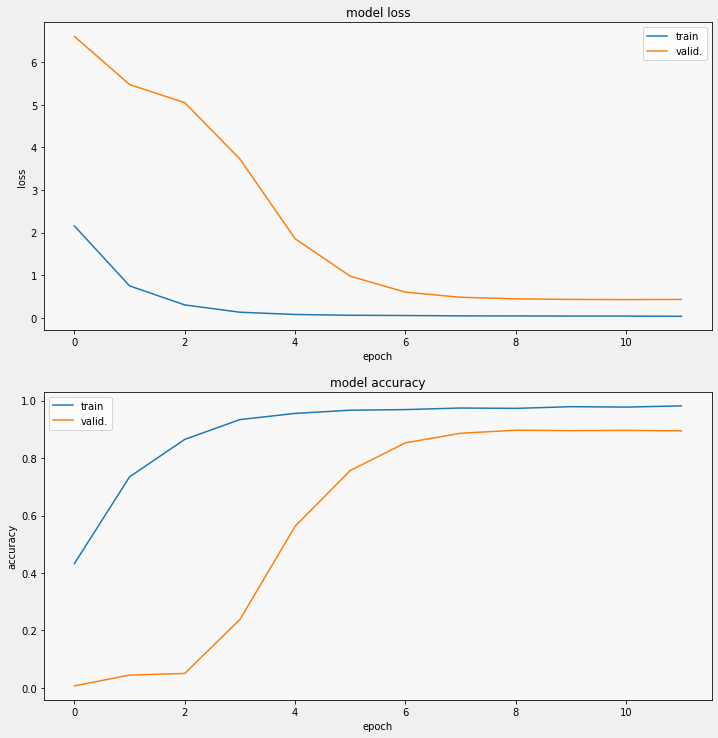 model loss
train
valid.
6
5
4
3
2
1
0
loss
0 2 4 6 8 10
epoch
model accuracy
train
valid.
1.0
0.8
0.6
0.4
0.2
0.0
accuracy
0 2 4 6 8 10
epoch